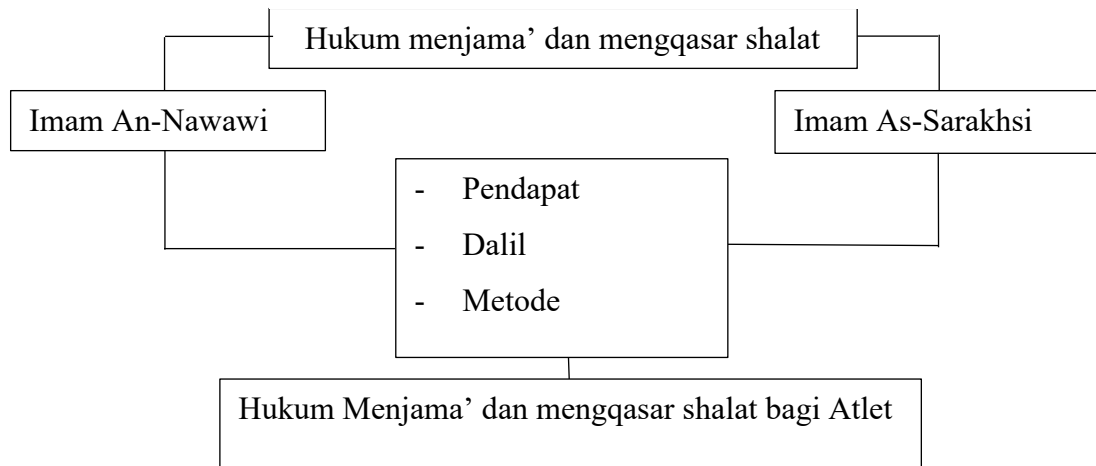 Hukum menjama’ dan mengqasar shalat
Imam An-Nawawi
Imam As-Sarakhsi
- Pendapat
- Dalil
- Metode
Hukum Menjama’ dan mengqasar shalat bagi Atlet